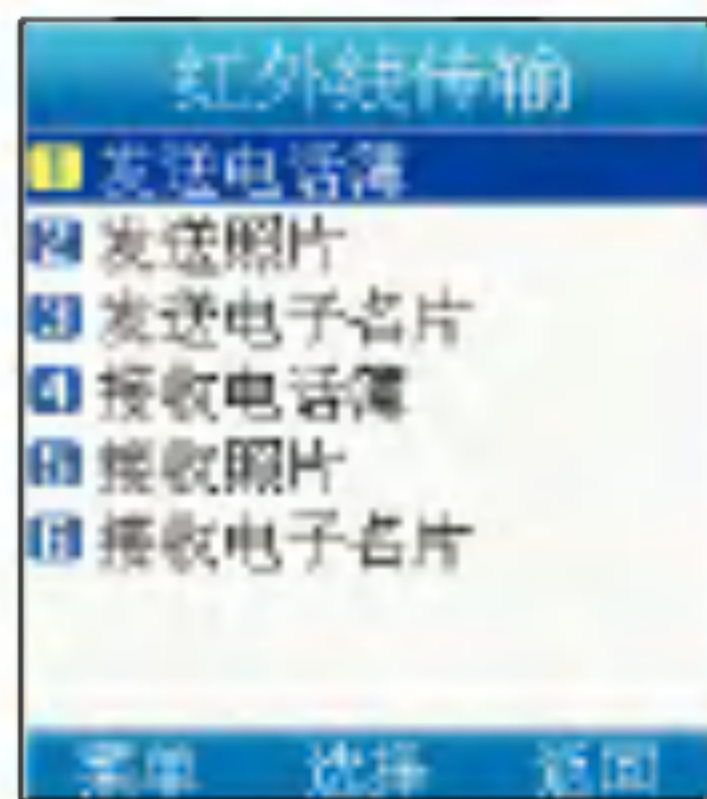 红外线传输
1 发送电话簿
2 发送照片
3 发送电子名片
4 接收电话簿
5 接收照片
6 接收电子名片
菜单 选择 返回